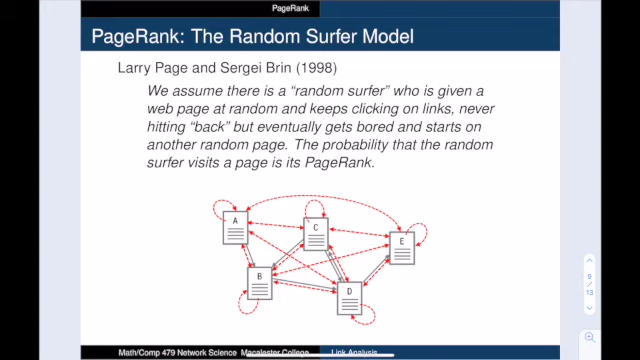 PageRank
PageRank: The Random Surfer Model
Larry Page and Sergei Brin (1998)
We assume there is a “random surfer” who is given a
web page at random and keeps clicking on links, never
hitting “back” but eventually gets bored and starts on
another random page. The probability that the random
surfer visits a page is its PageRank.
A
C
E
B
D
9
/
13
Math/Comp 479 Network Science Macalester College
Link Analysis